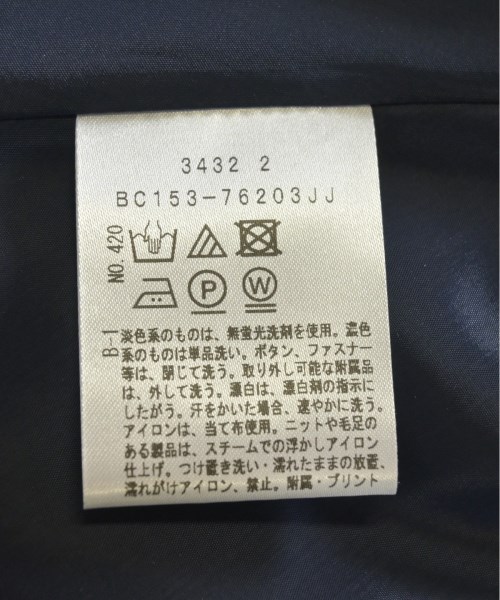 3432 2
BC153-76203JJ
NO.420
P
W
B-1
淡色系のものは、無蛍光洗剤を使用。濃色
系のものは単品洗い。ボタン、ファスナー
等は、閉じて洗う。取り外し可能な附属品
は、外して洗う。漂白は、漂白剤の指示に
したがう。汗をかいた場合、速やかに洗う。
アイロンは、当て布使用。ニットや毛足の
ある製品は、スチームでの浮かしアイロン
仕上げ。つけ置き洗い・濡れたままの放置、
濡れがけアイロン、禁止。附属・プリント